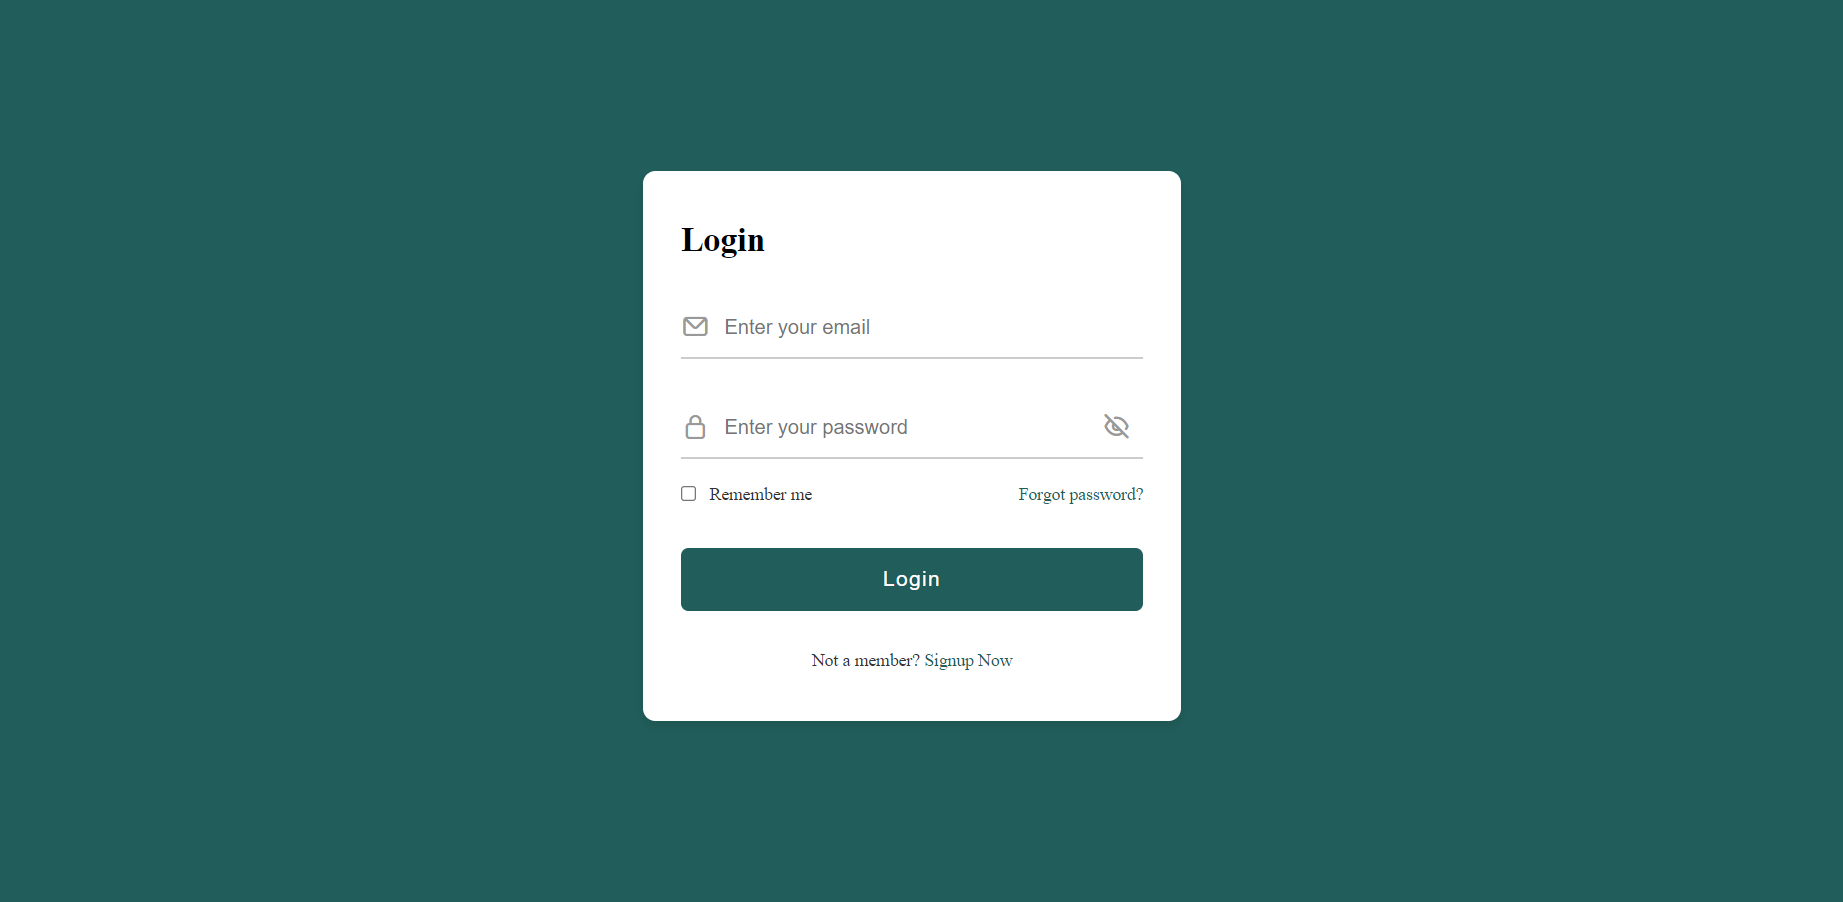 Login
Enter your email
Enter your password
Remember me
Forgot password?
Login
Not a member? Signup Now